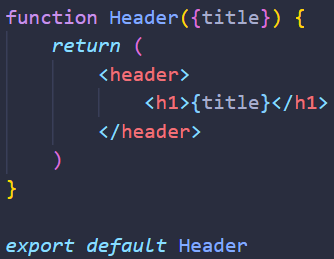 function Header({title}) {
    return (
        <header>
            <h1>{title}</h1>
        </header>
    )
}

export default Header